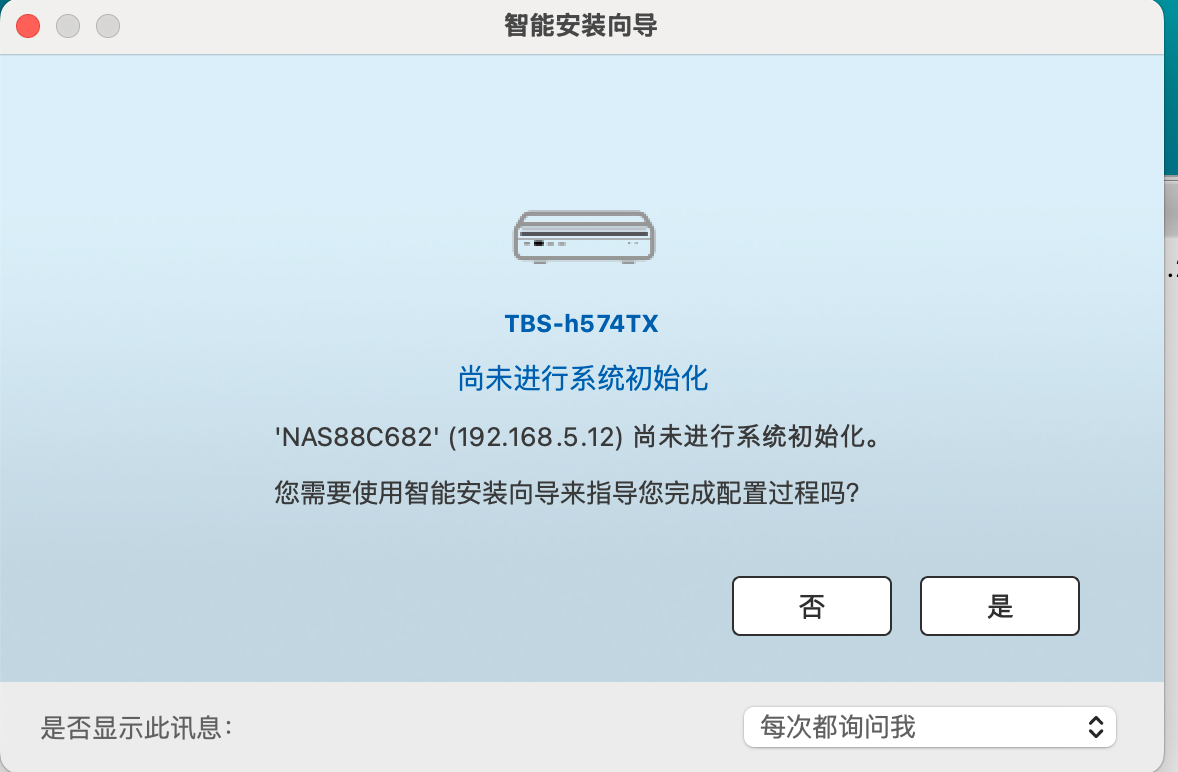 智能安装向导
TBS-h574TX
尚未进行系统初始化
'NAS88C682' (192.168.5.12) 尚未进行系统初始化。
您需要使用智能安装向导来指导您完成配置过程吗?
否 是
是否显示此讯息: 每次都询问我